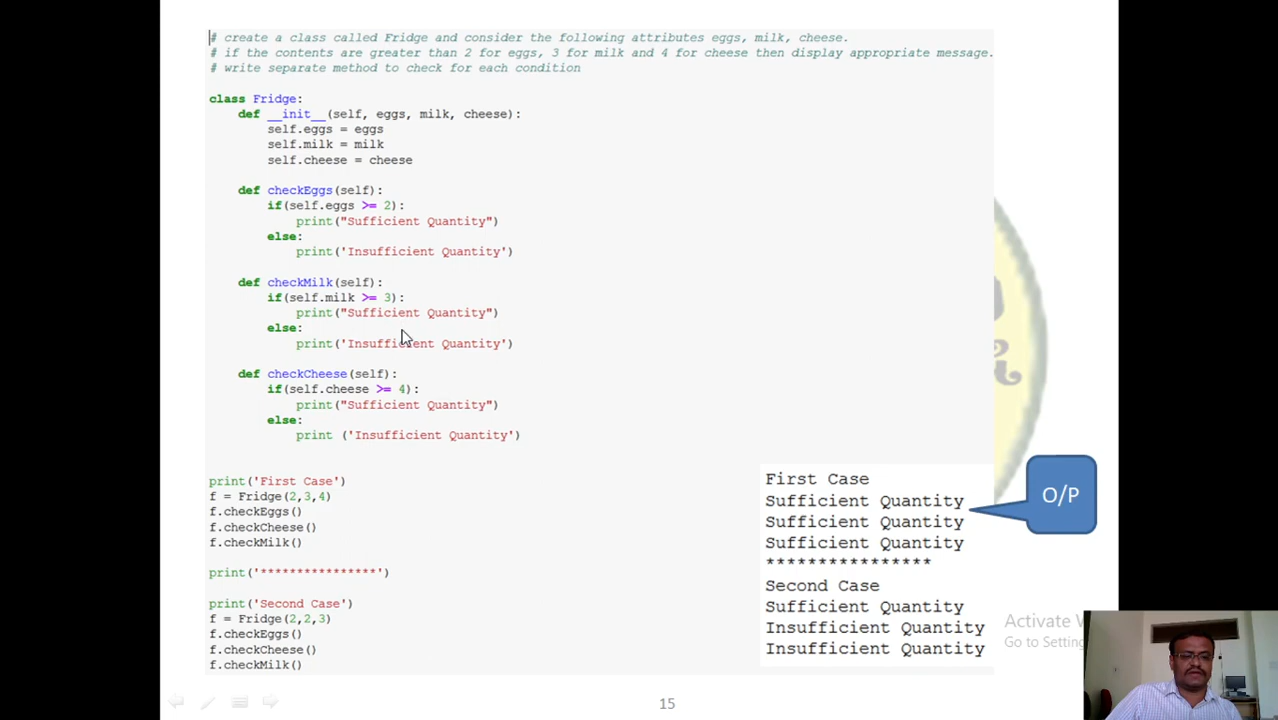 # create a class called Fridge and consider the following attributes eggs, milk, cheese.
# if the contents are greater than 2 for eggs, 3 for milk and 4 for cheese then display appropriate message.
# write separate method to check for each condition
class Fridge:
def __init__(self, eggs, milk, cheese):
self.eggs = eggs
self.milk = milk
self.cheese = cheese
def checkEggs(self):
if(self.eggs >= 2):
print("Sufficient Quantity")
else:
print('Insufficient Quantity')
def checkMilk(self):
if(self.milk >= 3):
print("Sufficient Quantity")
else:
print('Insufficient Quantity')
def checkCheese(self):
if(self.cheese >= 4):
print("Sufficient Quantity")
else:
print ('Insufficient Quantity')
print('First Case')
f = Fridge(2,3,4)
f.checkEggs()
f.checkCheese()
f.checkMilk()
print('****************')
print('Second Case')
f = Fridge(2,2,3)
f.checkEggs()
f.checkCheese()
f.checkMilk()
First Case
Sufficient Quantity
Sufficient Quantity
Sufficient Quantity
****************
Second Case
Sufficient Quantity
Insufficient Quantity
Insufficient Quantity
O/P
Activate
Go to Setting
15